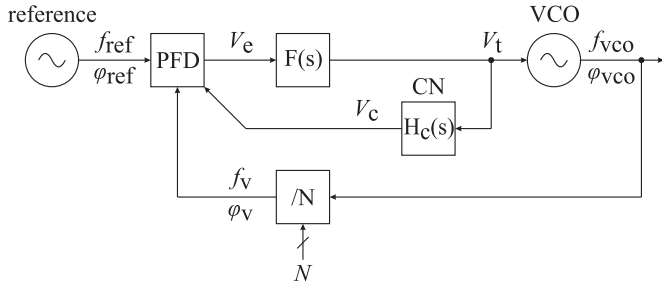 reference
VCO
f_ref
φ_ref
PFD
V_e
F(s)
V_t
f_vco
φ_vco
CN
V_c
H_c(s)
f_v
φ_v
/N
N